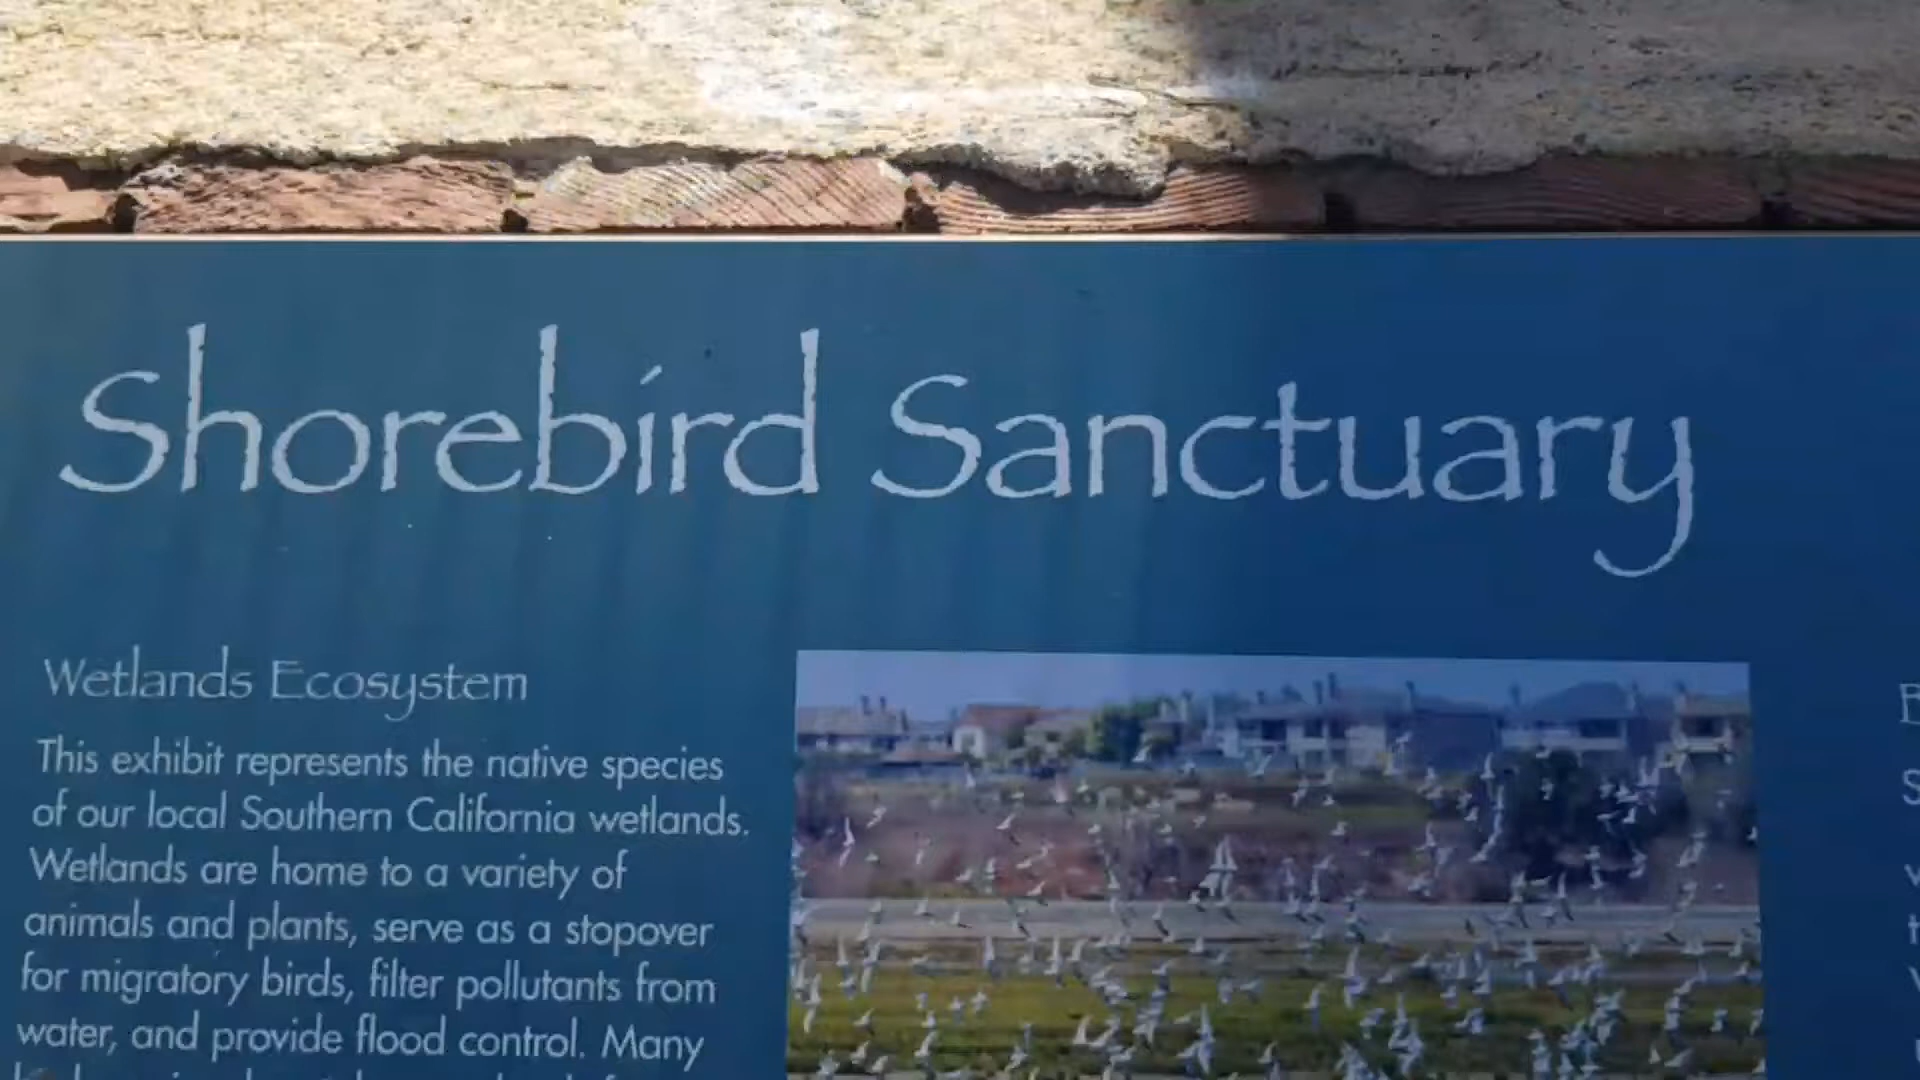 Shorebird Sanctuary
Wetlands Ecosystem
This exhibit represents the native species
of our local Southern California wetlands.
Wetlands are home to a variety of
animals and plants, serve as a stopover
for migratory birds, filter pollutants from
water, and provide flood control. Many